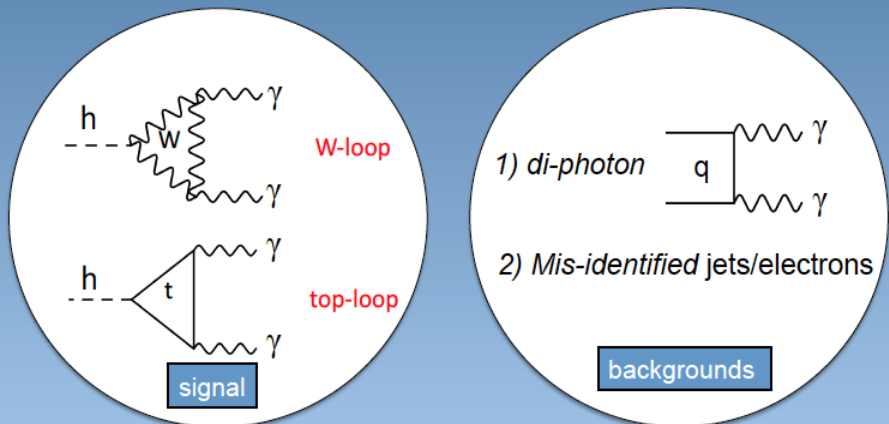 h
W
γ
γ
W-loop
h
t
γ
γ
top-loop
signal
1) di-photon
q
γ
γ
2) Mis-identified jets/electrons
backgrounds